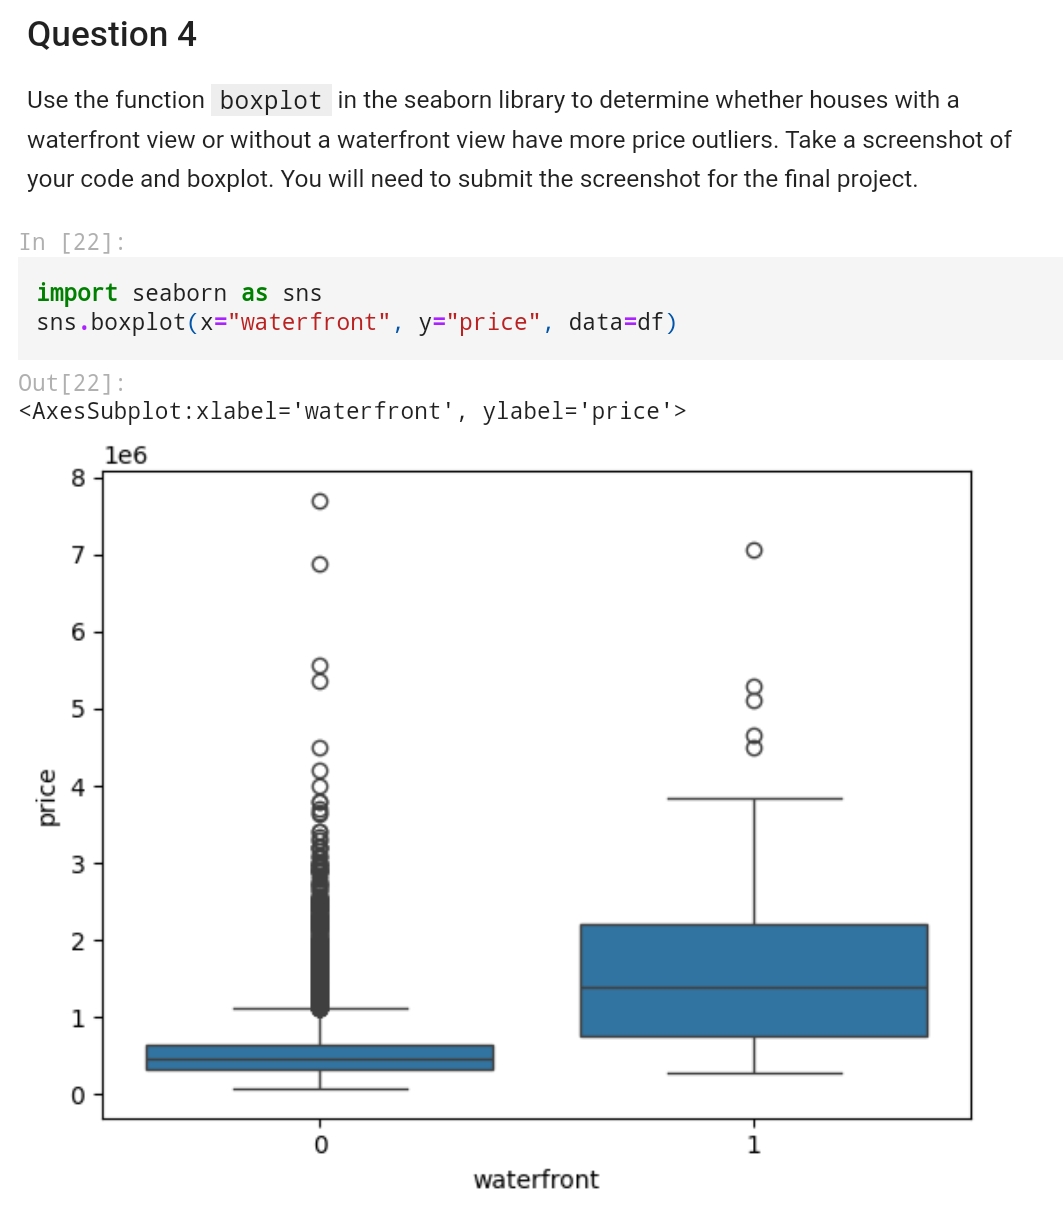 Question 4
Use the function boxplot in the seaborn library to determine whether houses with a
waterfront view or without a waterfront view have more price outliers. Take a screenshot of
your code and boxplot. You will need to submit the screenshot for the final project.
In [22]:
import seaborn as sns
sns.boxplot(x="waterfront", y="price", data=df)
Out[22]:
<AxesSubplot:xlabel='waterfront', ylabel='price'>
1e6
8
7
6
5
4
3
2
1
0
price
0 1
waterfront